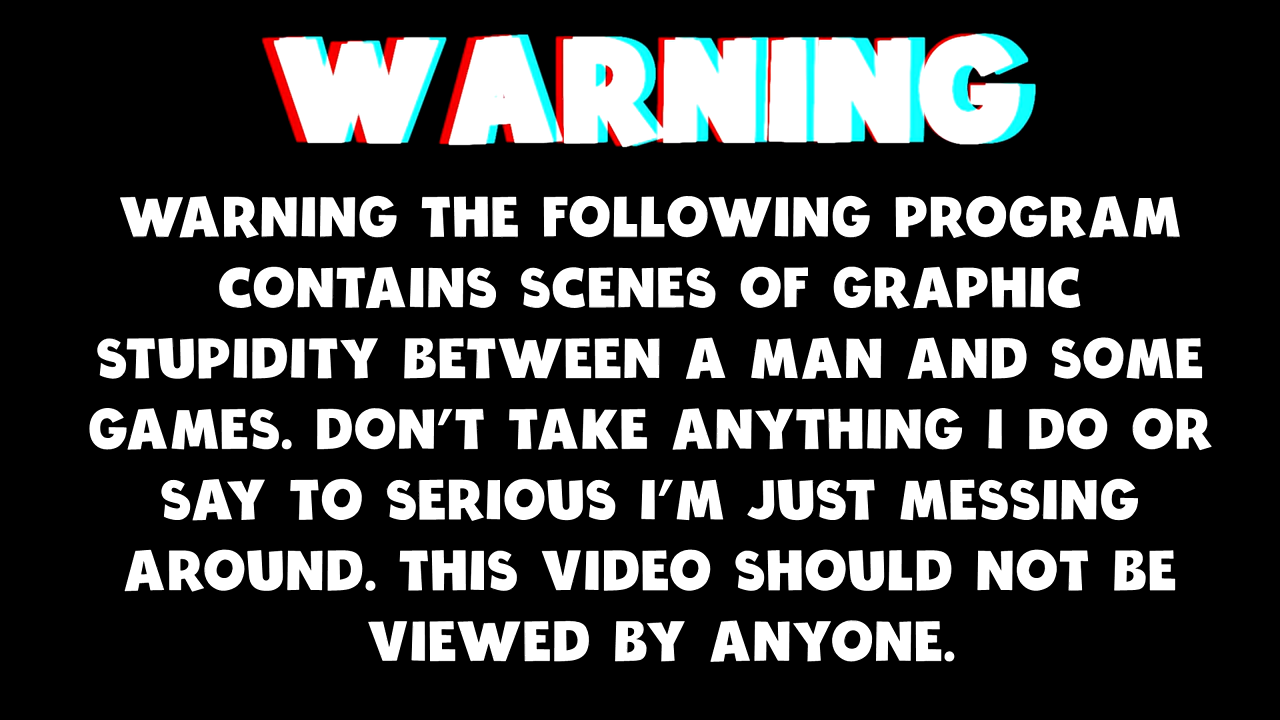 WARNING
WARNING THE FOLLOWING PROGRAM
CONTAINS SCENES OF GRAPHIC
STUPIDITY BETWEEN A MAN AND SOME
GAMES. DON'T TAKE ANYTHING I DO OR
SAY TO SERIOUS I'M JUST MESSING
AROUND. THIS VIDEO SHOULD NOT BE
VIEWED BY ANYONE.